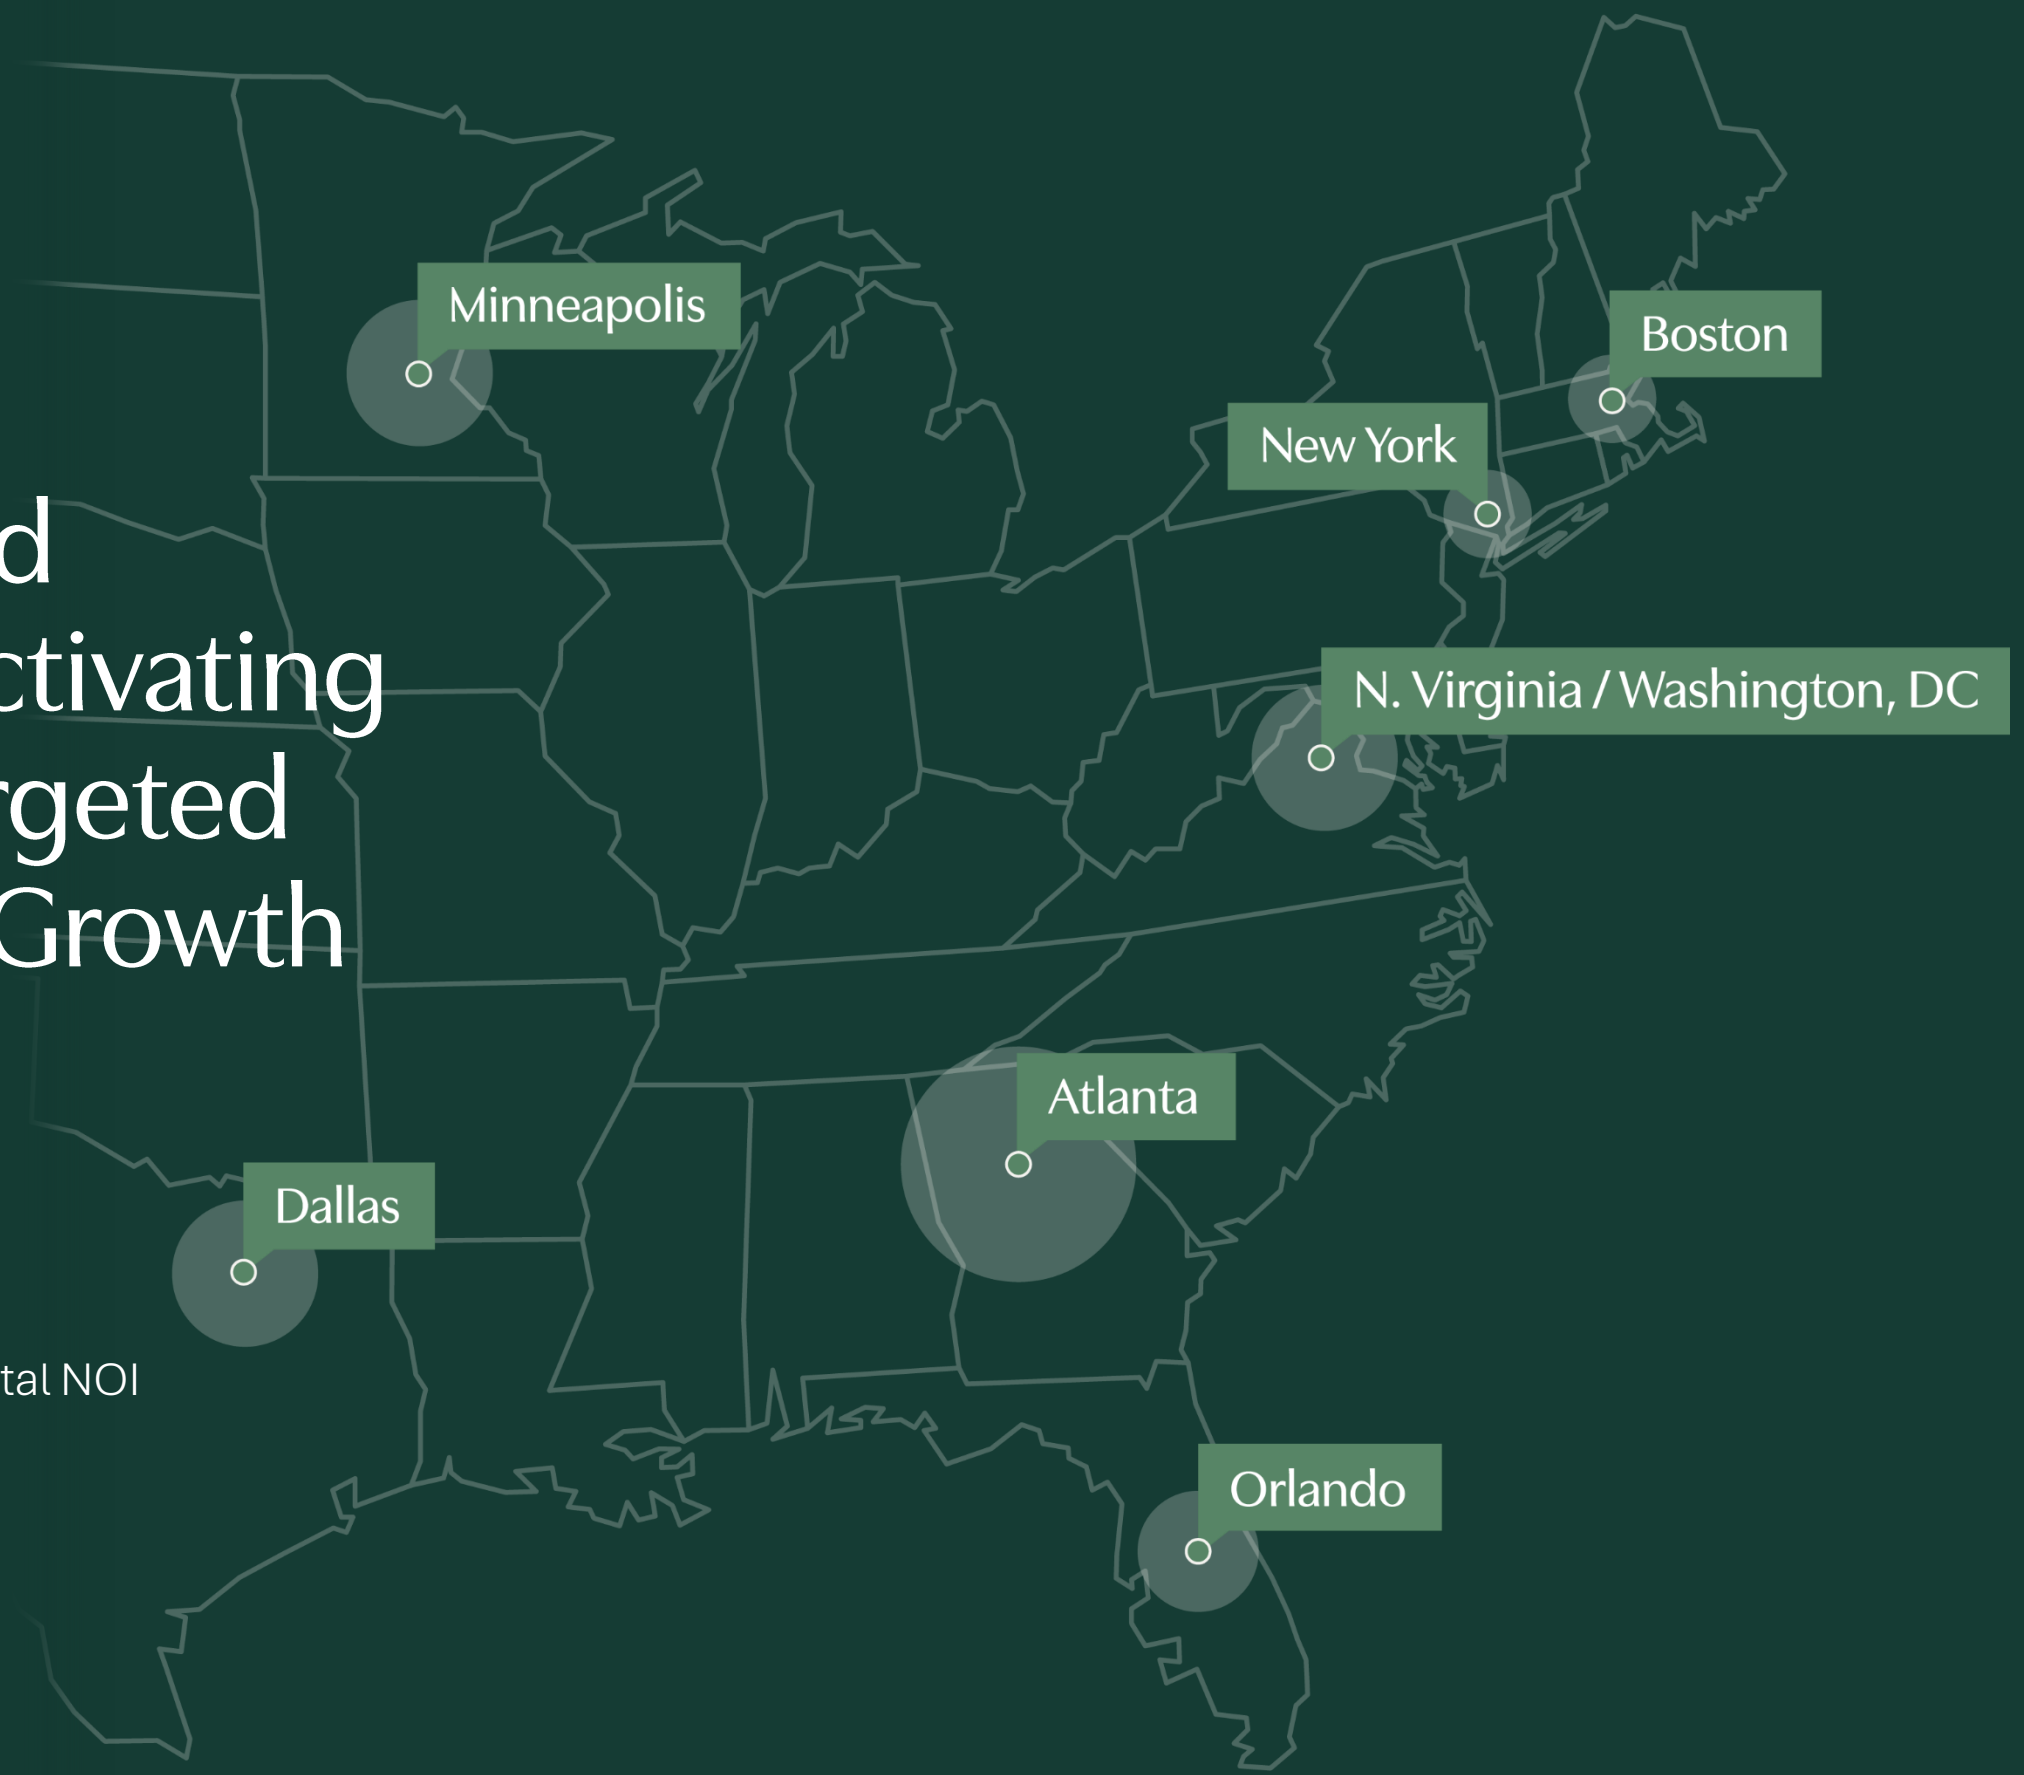 Minneapolis
Boston
New York
d
ctivating
rgeted
Growth
N. Virginia / Washington, DC
Atlanta
Dallas
tal NOI
Orlando